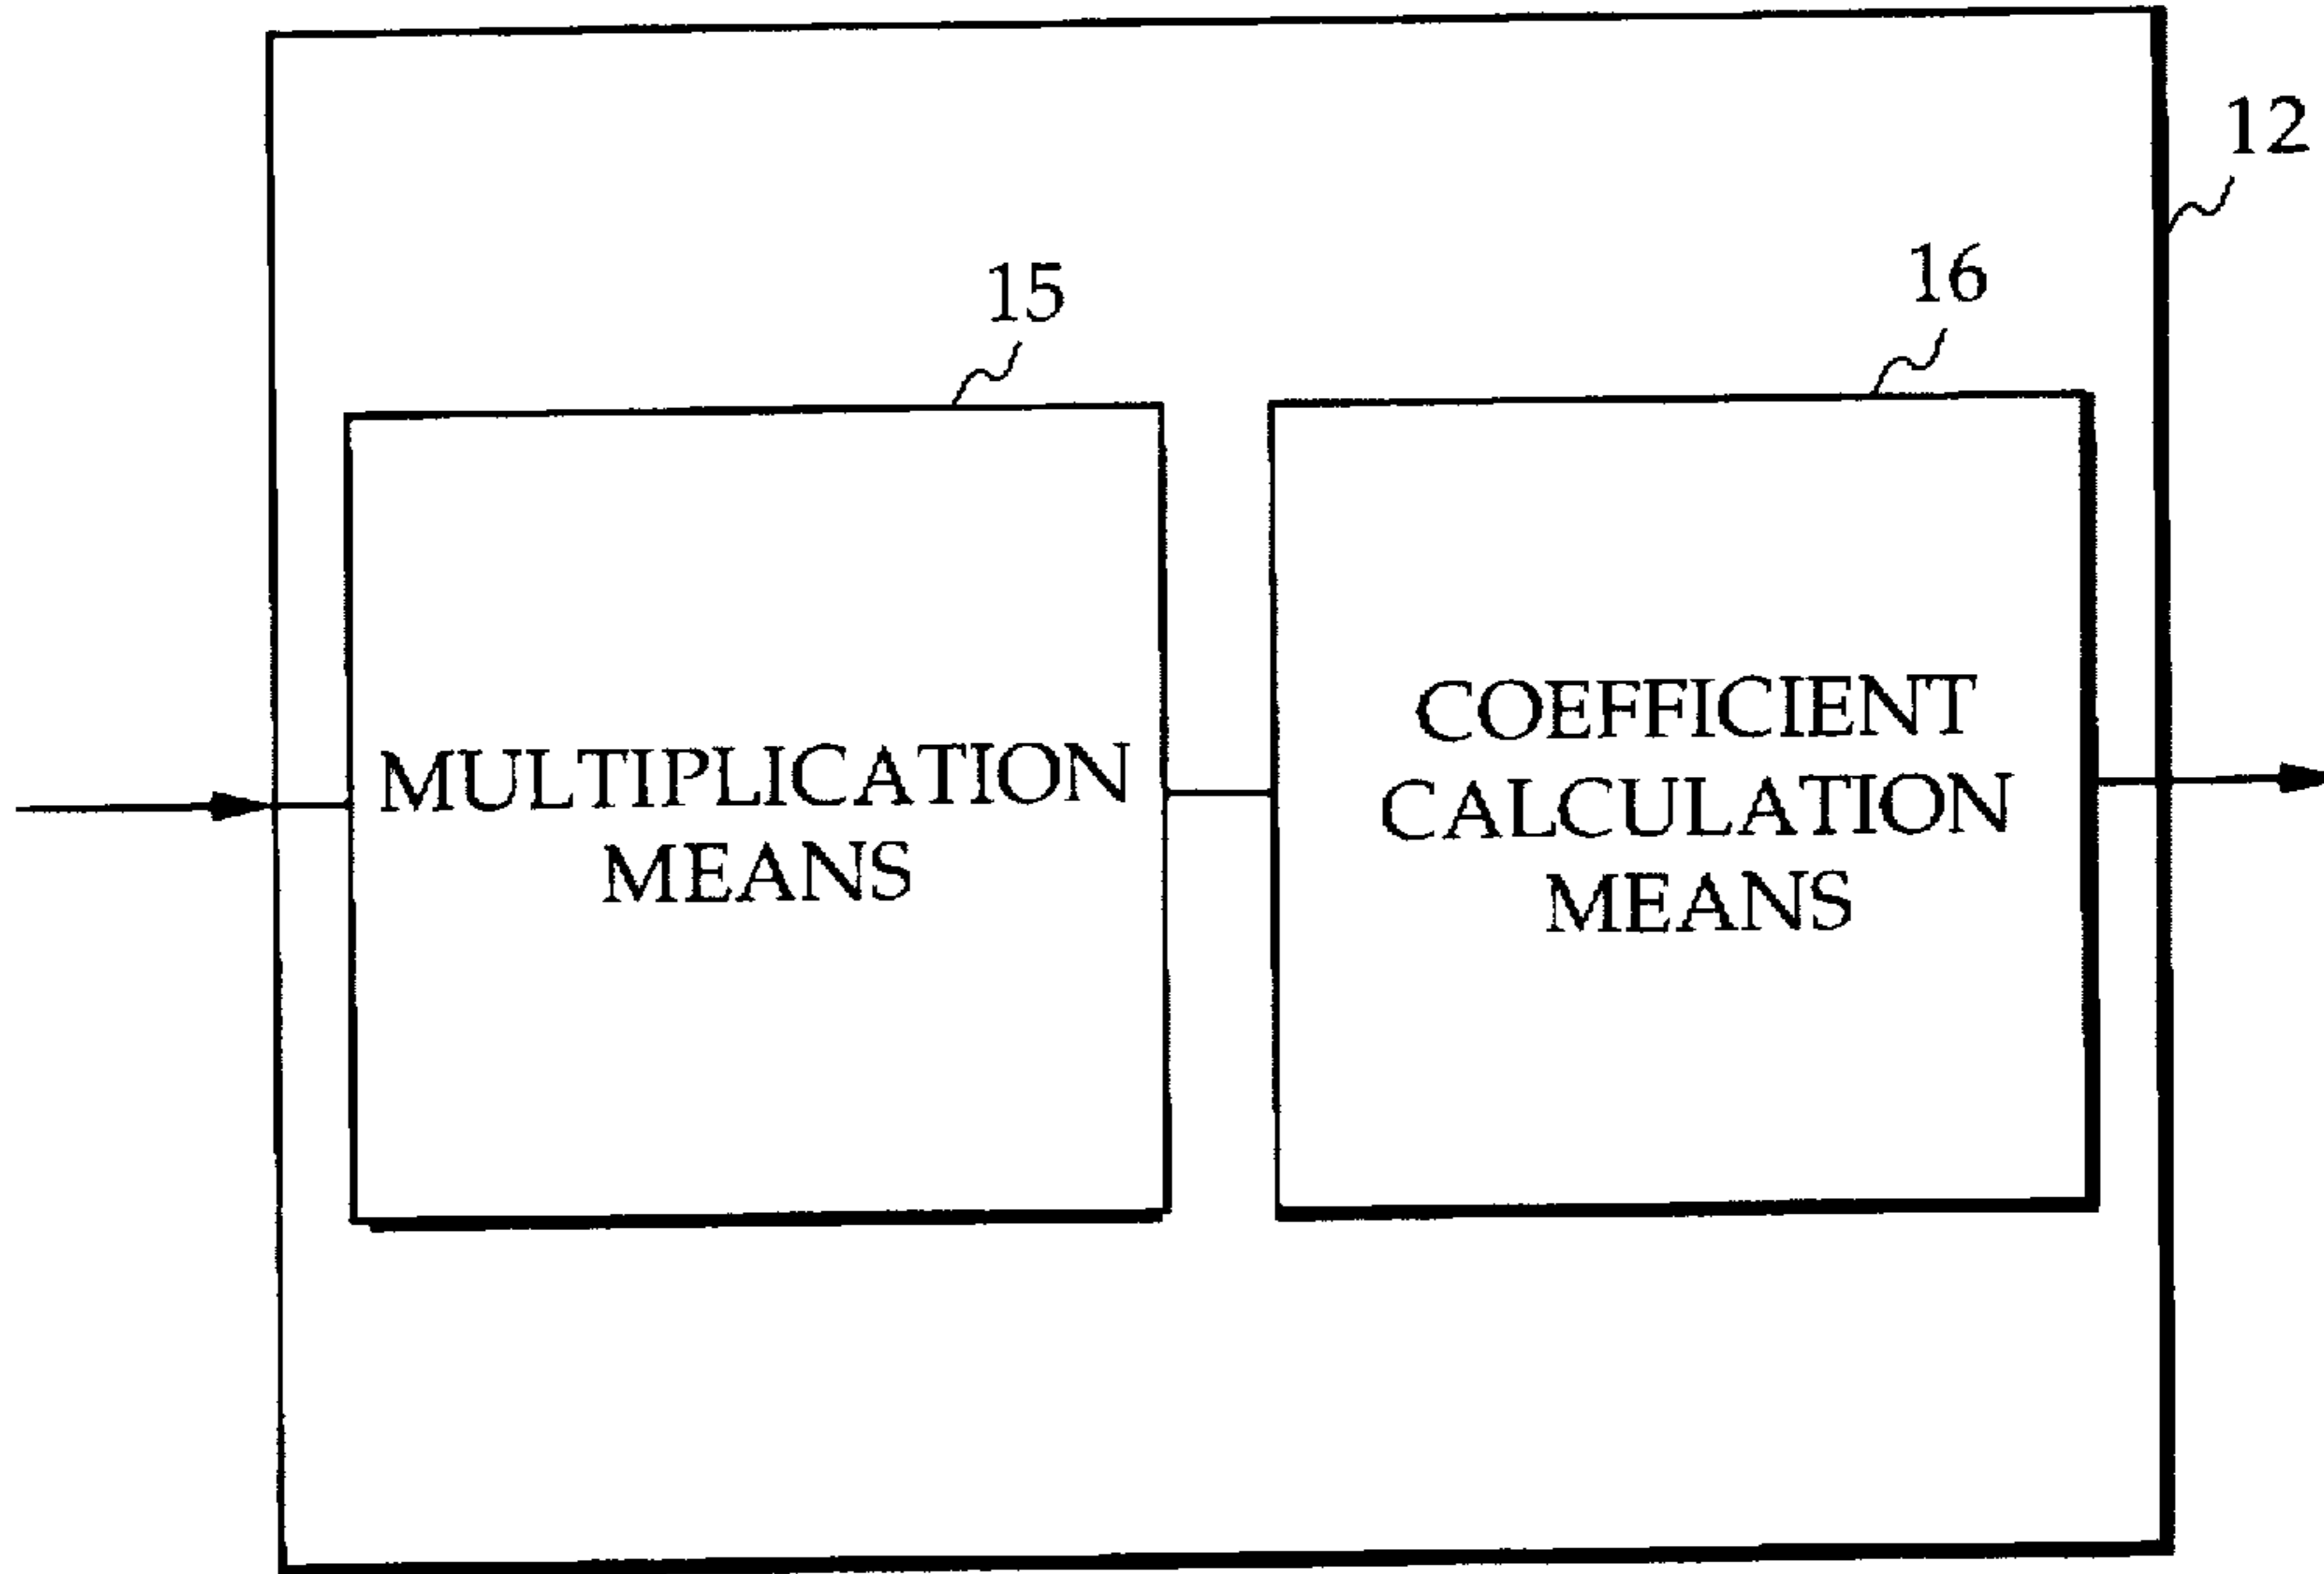 12
15
16
MULTIPLICATION
MEANS
COEFFICIENT
CALCULATION
MEANS